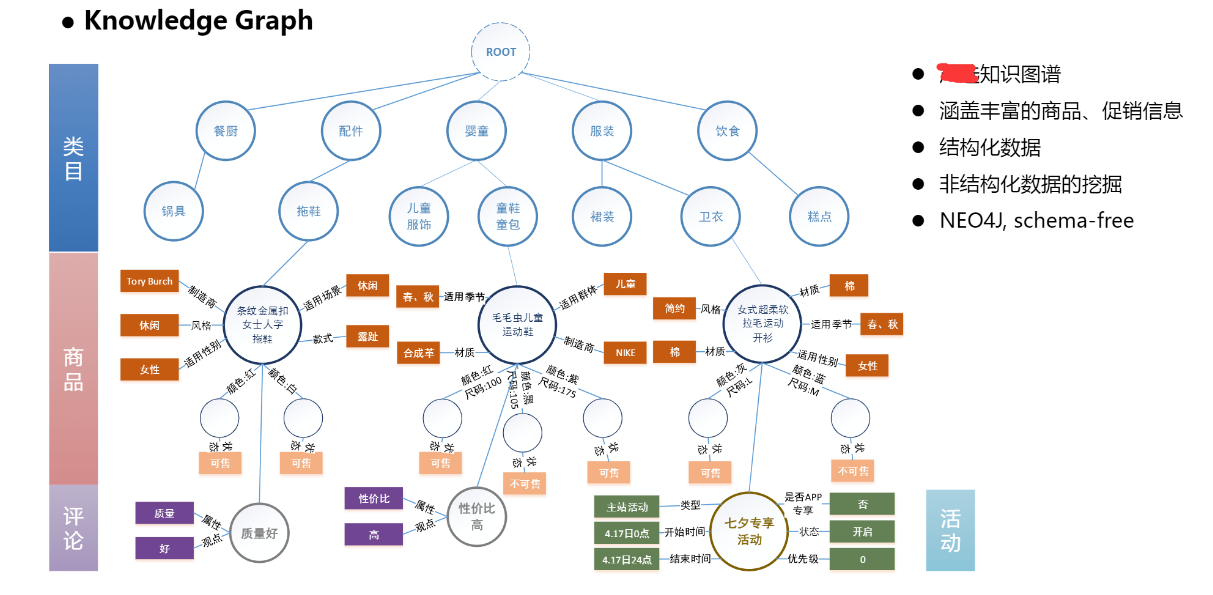 Knowledge Graph
ROOT
餐厨
配件
婴童
服装
饮食
锅具
拖鞋
儿童
服饰
童鞋
童包
裙装
卫衣
糕点
类
目
知识图谱
涵盖丰富的商品、促销信息
结构化数据
非结构化数据的挖掘
NEO4J, schema-free
商
品
Tory Burch
制造商
休闲
风格
女性
适用性别
条纹金属扣
女士人字
拖鞋
适用场景
休闲
款式
露趾
颜色:红
颜色:白
状态
可售
状态
可售
春、秋
适用季节
合成革
材质
毛毛虫儿童
运动鞋
适用群体
儿童
制造商
NIKE
颜色:红
尺码:100
颜色:黑
尺码:105
颜色:紫
尺码:175
状态
可售
状态
不可售
状态
可售
简约
风格
棉
材质
女式超柔软
拉毛运动
开衫
材质
棉
适用季节
春、秋
适用性别
女性
颜色:灰
尺码:L
颜色:蓝
尺码:M
状态
可售
状态
不可售
评
论
质量
属性
好
观点
质量好
性价比
属性
高
观点
性价比
高
主站活动
类型
4.17日0点
开始时间
4.17日24点
结束时间
七夕专享
活动
是否APP
专享
否
状态
开启
优先级
0
活
动